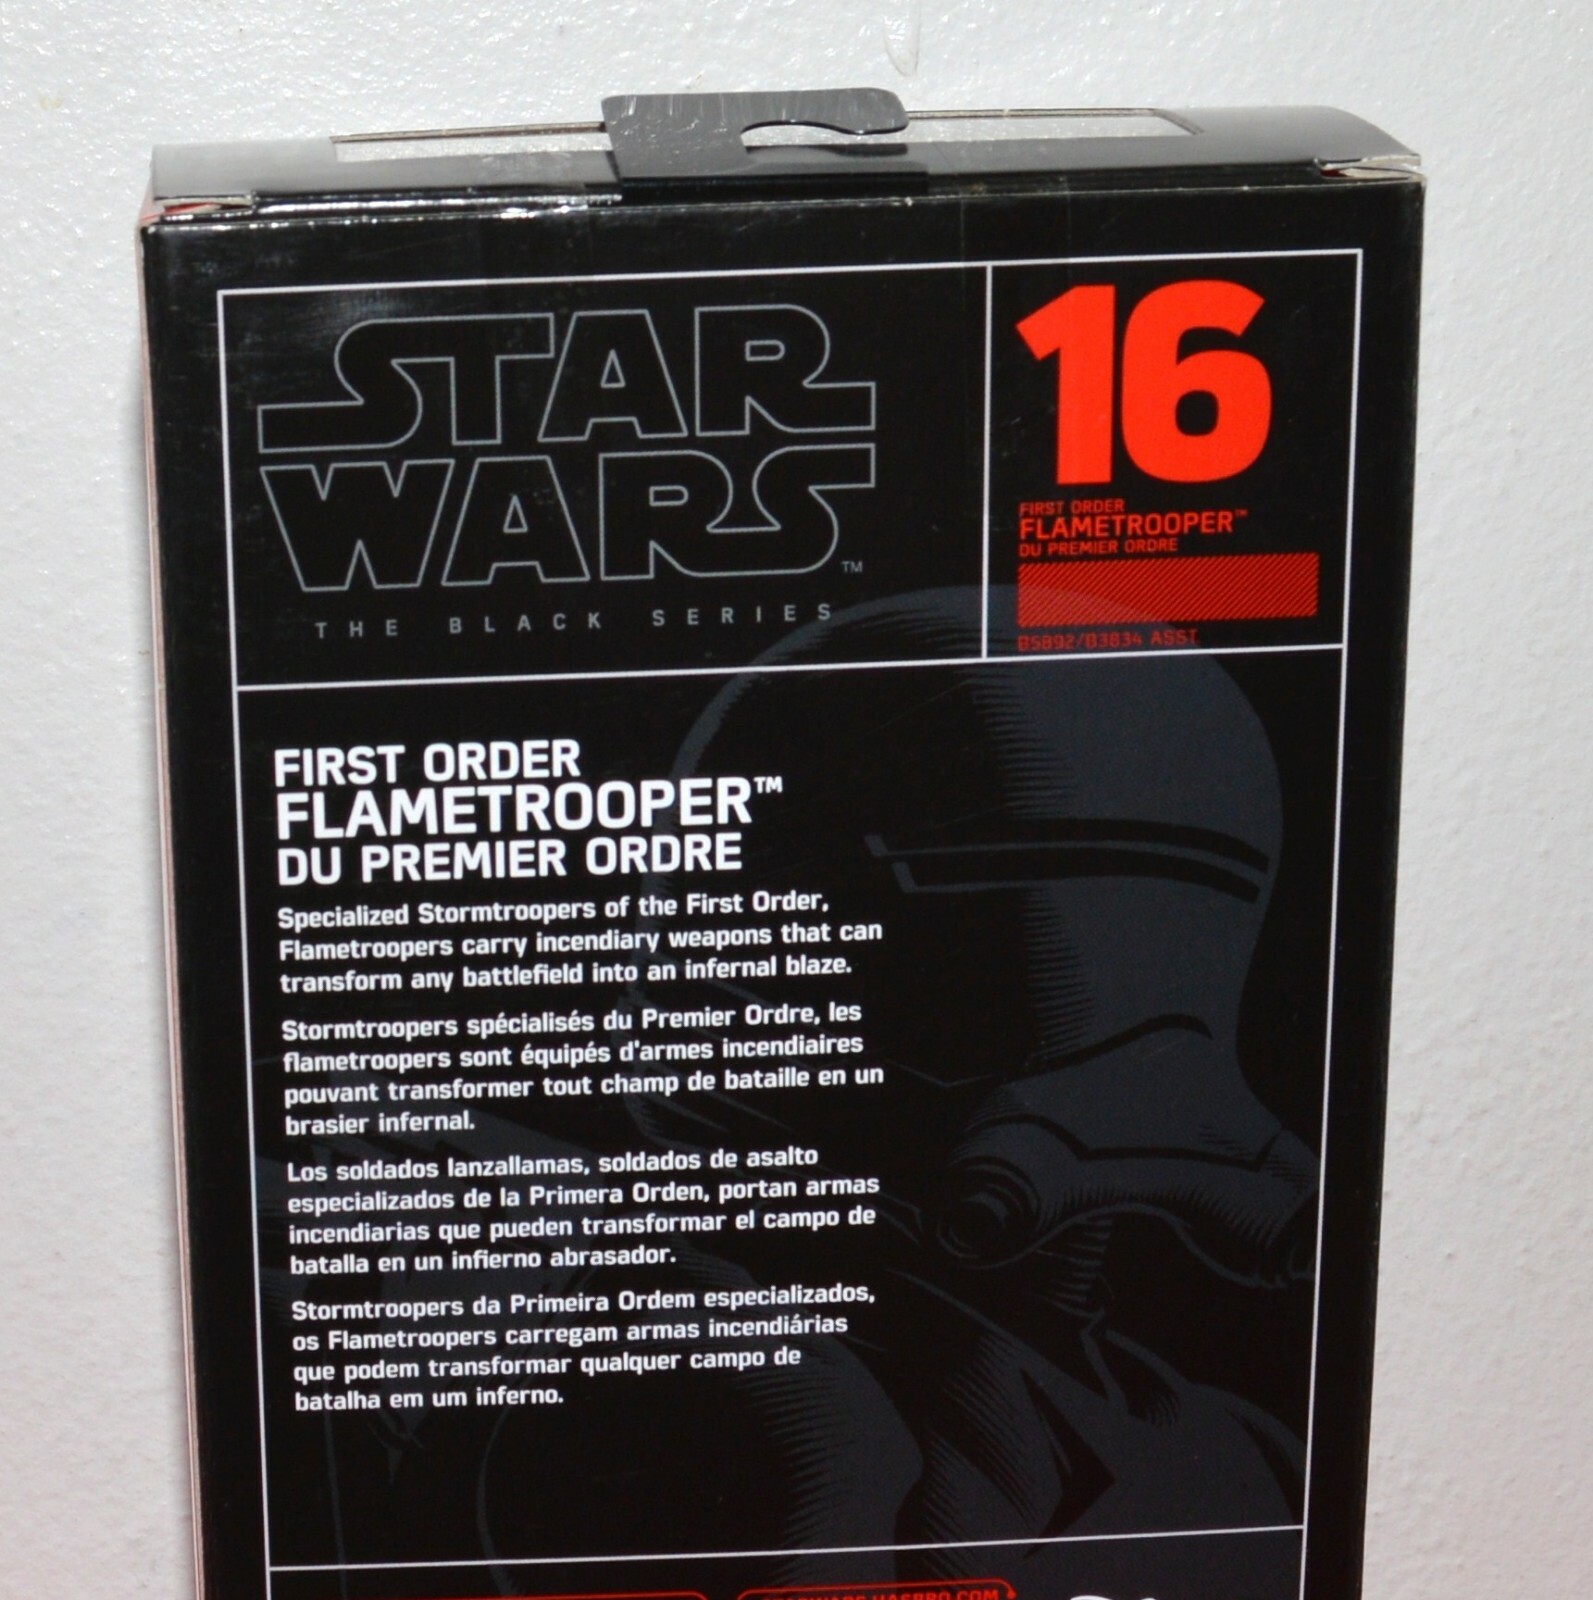 STAR
WARS ™
THE BLACK SERIES
16
FIRST ORDER
FLAMETROOPER™
DU PREMIER ORDRE
B5892/B3834 ASST.
FIRST ORDER
FLAMETROOPER™
DU PREMIER ORDRE
Specialized Stormtroopers of the First Order,
Flametroopers carry incendiary weapons that can
transform any battlefield into an infernal blaze.
Stormtroopers spécialisés du Premier Ordre, les
flametroopers sont équipés d'armes incendiaires
pouvant transformer tout champ de bataille en un
brasier infernal.
Los soldados lanzallamas, soldados de asalto
especializados de la Primera Orden, portan armas
incendiarias que pueden transformar el campo de
batalla en un infierno abrasador.
Stormtroopers da Primeira Ordem especializados,
os Flametroopers carregam armas incendiárias
que podem transformar qualquer campo de
batalha em um inferno.